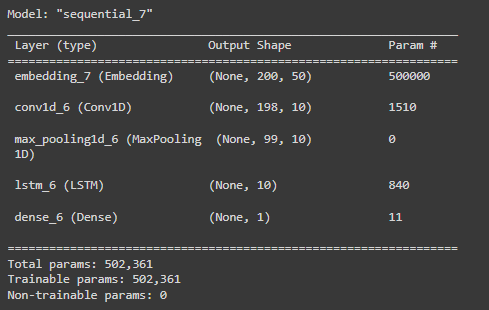 Model: "sequential_7"
Layer (type) Output Shape Param #
embedding_7 (Embedding) (None, 200, 50) 500000
conv1d_6 (Conv1D) (None, 198, 10) 1510
max_pooling1d_6 (MaxPooling (None, 99, 10) 0
1D)
lstm_6 (LSTM) (None, 10) 840
dense_6 (Dense) (None, 1) 11
Total params: 502,361
Trainable params: 502,361
Non-trainable params: 0